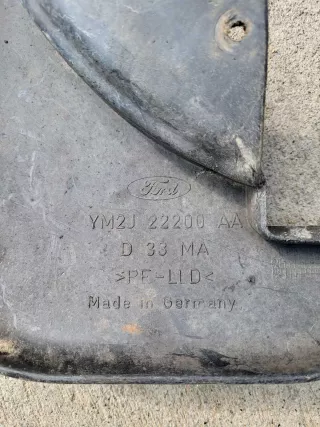 Ford
YM2J 22200 AA
D 33 MA
>PE-LLD<
Made in Germany